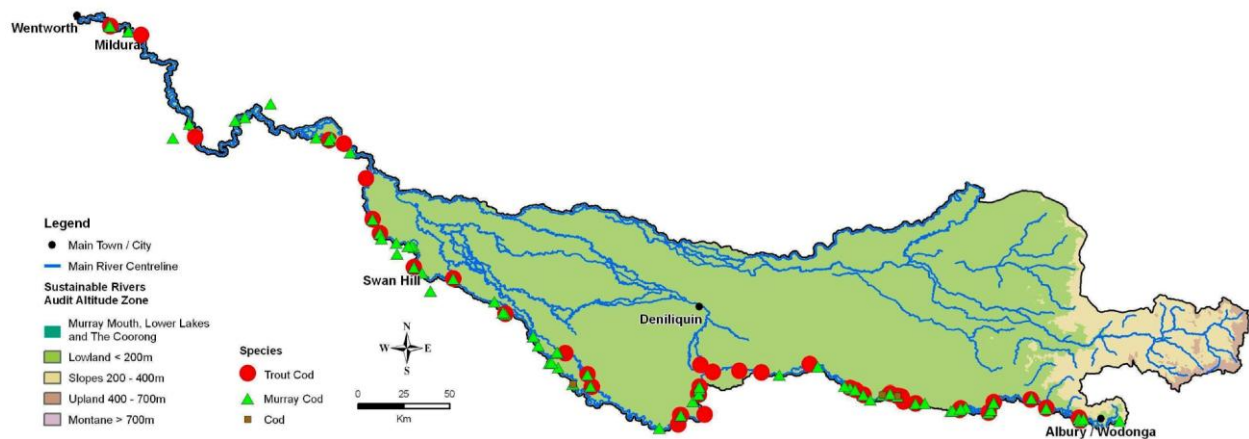 Wentworth
Mildura
Legend
Main Town / City
Main River Centreline
Sustainable Rivers
Audit Altitude Zone
Murray Mouth, Lower Lakes
and The Coorong
Lowland < 200m
Slopes 200 - 400m
Upland 400 - 700m
Montane > 700m
Species
Trout Cod
Murray Cod
Cod
Swan Hill
N
W E
S
0 25 50
Km
Deniliquin
Albury / Wodonga